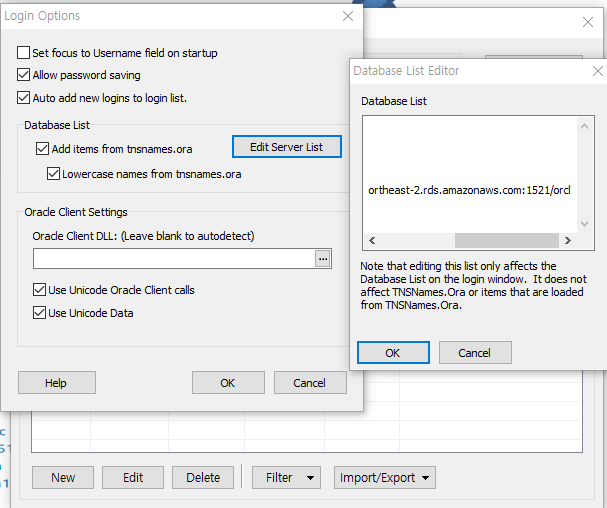 Login Options
Set focus to Username field on startup
Allow password saving
Auto add new logins to login list.
Database List
Add items from tnsnames.ora
Edit Server List
Lowercase names from tnsnames.ora
Oracle Client Settings
Oracle Client DLL: (Leave blank to autodetect)
...
Use Unicode Oracle Client calls
Use Unicode Data
Help
OK
Cancel
Database List Editor
Database List
ortheast-2.rds.amazonaws.com:1521/orcl
Note that editing this list only affects the
Database List on the login window. It does not
affect TNSNames.Ora or items that are loaded
from TNSNames.Ora.
OK
Cancel
New
Edit
Delete
Filter
Import/Export